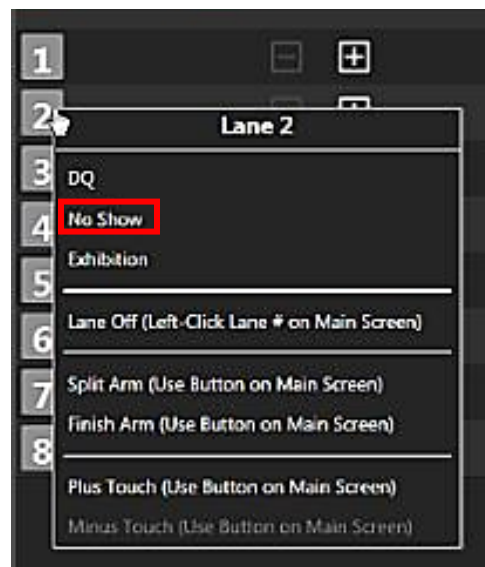 1
2
Lane 2
3
DQ
4
No Show
Exhibition
5
Lane Off (Left-Click Lane # on Main Screen)
6
7
Split Arm (Use Button on Main Screen)
Finish Arm (Use Button on Main Screen)
8
Plus Touch (Use Button on Main Screen)
Minus Touch (Use Button on Main Screen)